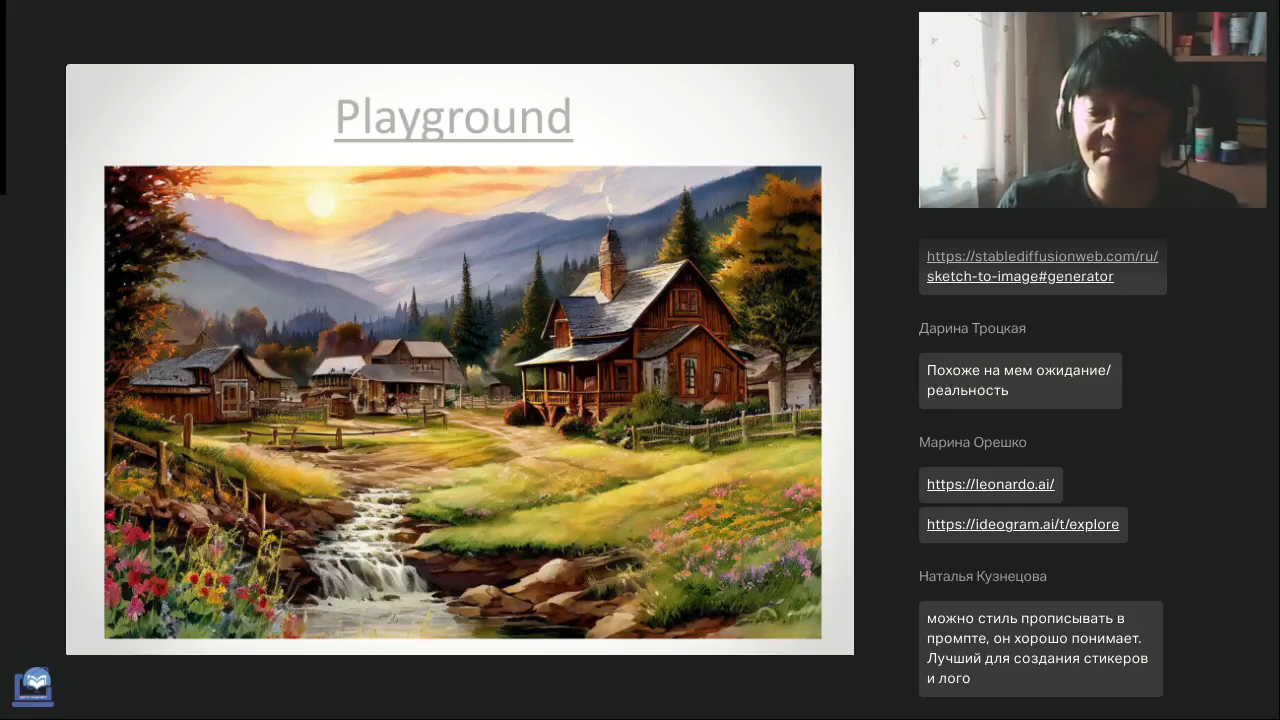 Playground
https://stablediffusionweb.com/ru/
sketch-to-image#generator
Дарина Троцкая
Похоже на мем ожидание/
реальность
Марина Орешко
https://leonardo.ai/
https://ideogram.ai/t/explore
Наталья Кузнецова
можно стиль прописывать в
промпте, он хорошо понимает.
Лучший для создания стикеров
и лого